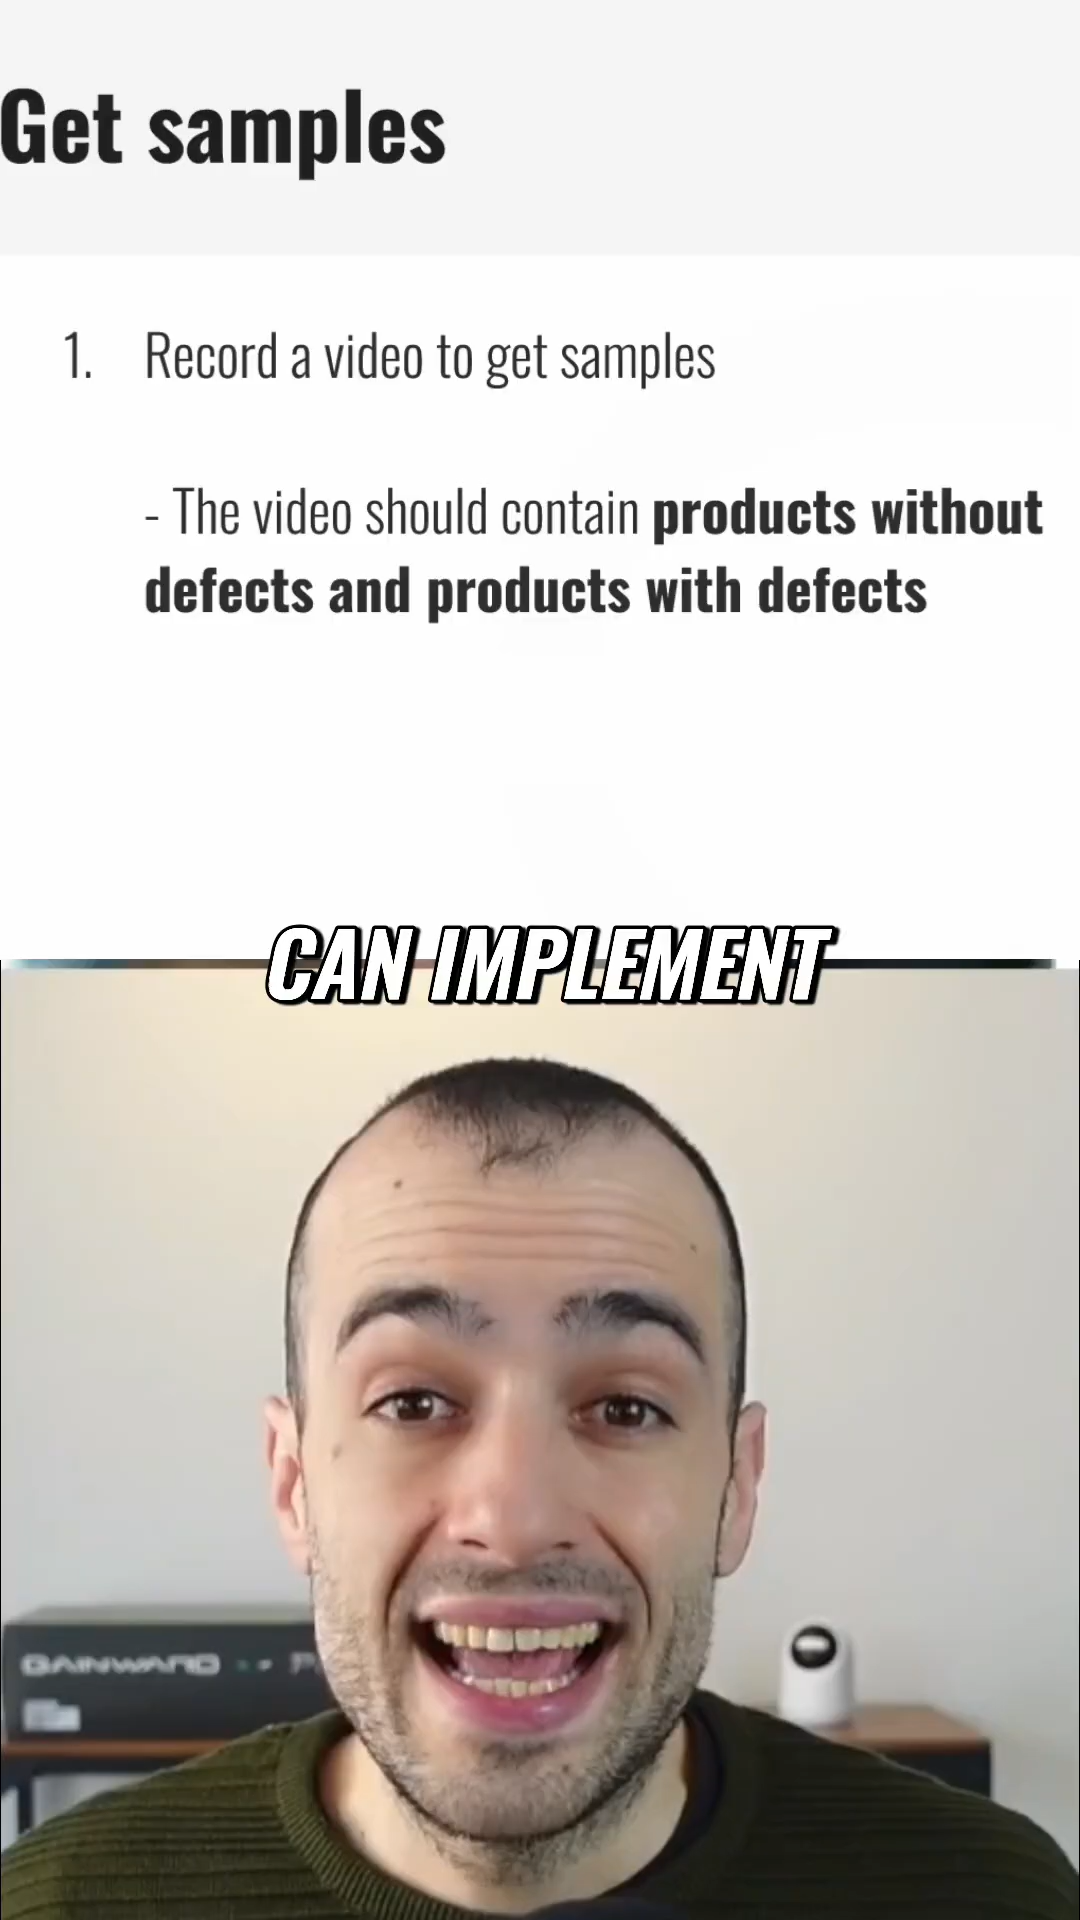 Get samples
1. Record a video to get samples
- The video should contain products without
defects and products with defects
CAN IMPLEMENT
GAINWARD